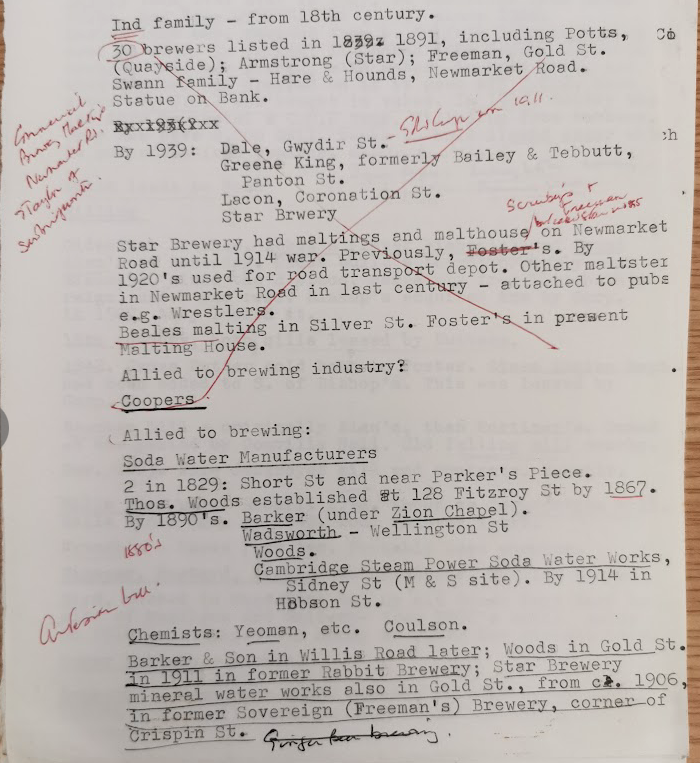 Ind family - from 18th century.
30 brewers listed in 1891, including Potts,
(Quayside); Armstrong (Star); Freeman, Gold St.
Swann family - Hare & Hounds, Newmarket Road.
Statue on Bank.
By 1939: Dale, Gwydir St.
Greene King, formerly Bailey & Tebbutt,
Panton St.
Lacon, Coronation St.
Star Brwery
Star Brewery had maltings and malthouse on Newmarket
Road until 1914 war. Previously, Foster's. By
1920's used for road transport depot. Other maltster
in Newmarket Road in last century - attached to pubs
e.g. Wrestlers.
Beales malting in Silver St. Foster's in present
Malting House.
Allied to brewing industry?
Coopers
Allied to brewing:
Soda Water Manufacturers
2 in 1829: Short St and near Parker's Piece.
Thos. Woods established at 128 Fitzroy St by 1867.
By 1890's. Barker (under Zion Chapel).
Wadsworth - Wellington St
1880's
Woods.
Cambridge Steam Power Soda Water Works,
Sidney St (M & S site). By 1914 in
Hobson St.
Artesian
Chemists: Yeoman, etc. Coulson.
Barker & Son in Willis Road later; Woods in Gold St.
in 1911 in former Rabbit Brewery; Star Brewery
mineral water works also in Gold St., from ca. 1906,
in former Sovereign (Freeman's) Brewery, corner of
Crispin St. Ginger beer brewing.